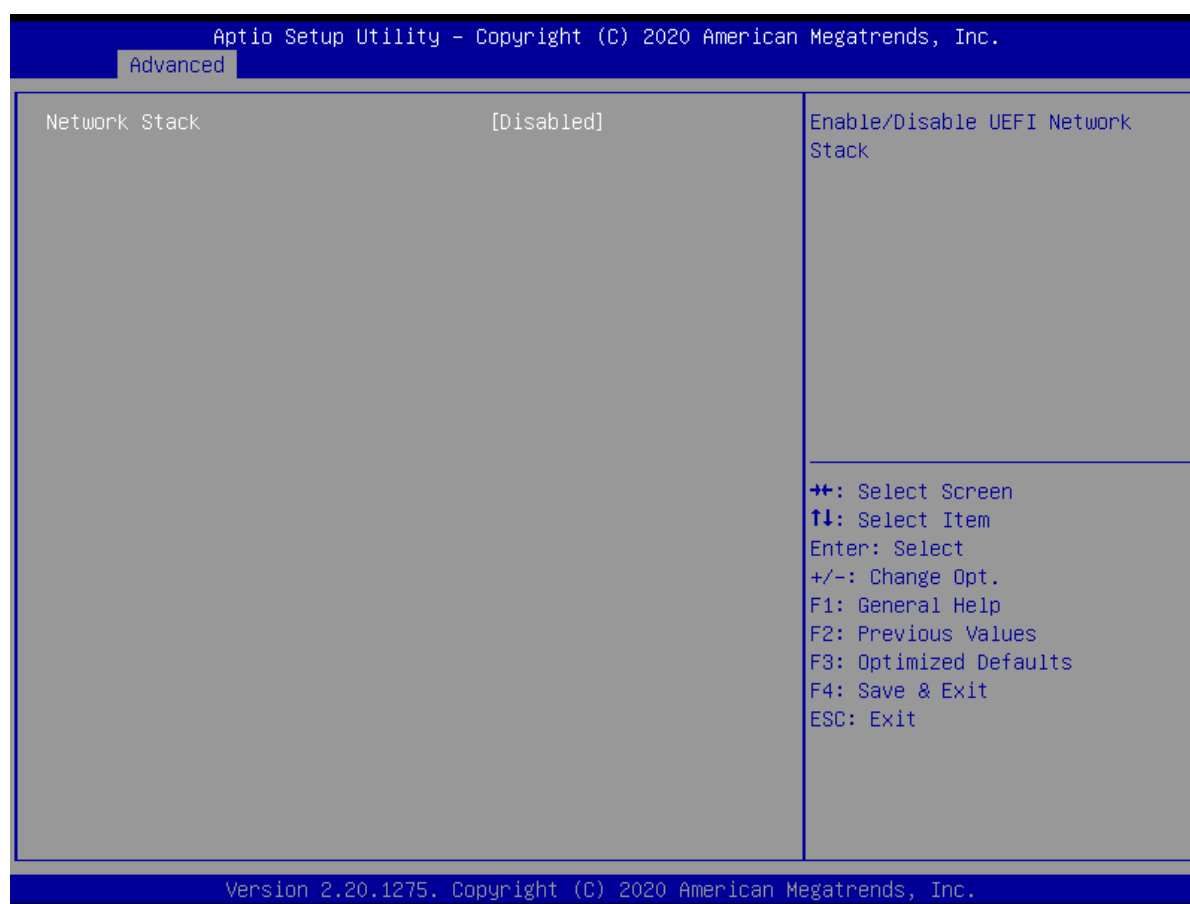 Aptio Setup Utility – Copyright (C) 2020 American Megatrends, Inc.
Advanced
Network Stack [Disabled]
Enable/Disable UEFI Network
Stack
→←: Select Screen
↑↓: Select Item
Enter: Select
+/-: Change Opt.
F1: General Help
F2: Previous Values
F3: Optimized Defaults
F4: Save & Exit
ESC: Exit
Version 2.20.1275. Copyright (C) 2020 American Megatrends, Inc.